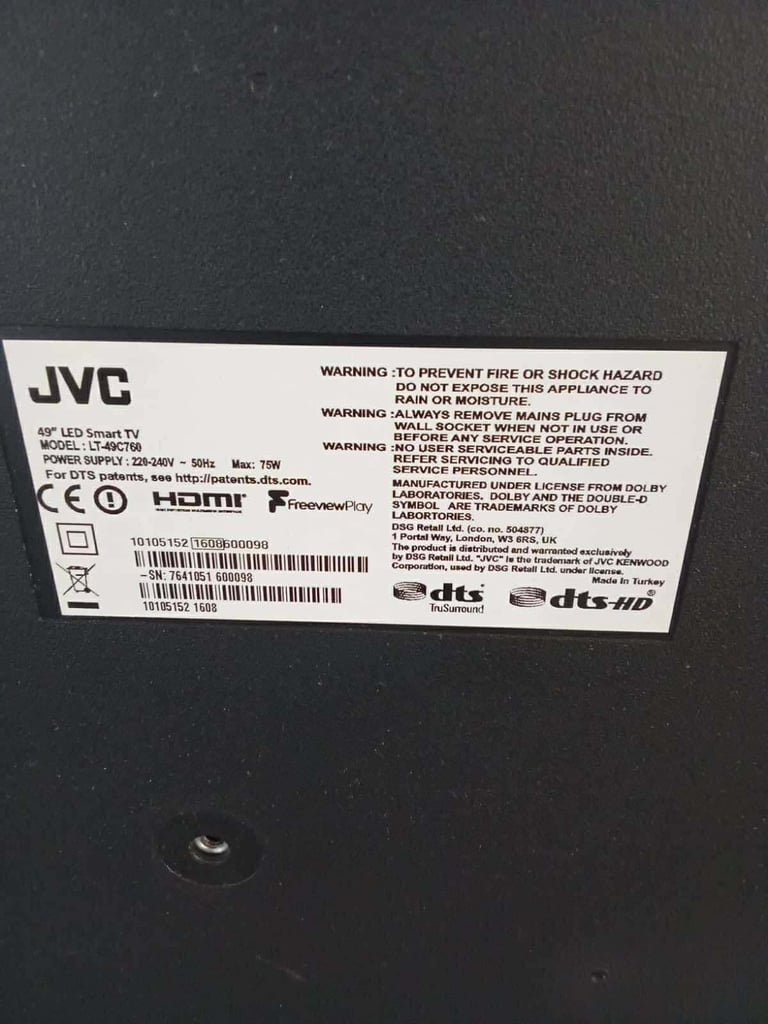 JVC
49" LED Smart TV
MODEL : LT-49C760
POWER SUPPLY : 220-240V ~ 50Hz Max: 75W
For DTS patents, see http://patents.dts.com.
CE
HDMI
FreeviewPlay
10105152 1608600098
-SN: 7641051 600098
10105152 1608
WARNING :TO PREVENT FIRE OR SHOCK HAZARD
DO NOT EXPOSE THIS APPLIANCE TO
RAIN OR MOISTURE.
WARNING :ALWAYS REMOVE MAINS PLUG FROM
WALL SOCKET WHEN NOT IN USE OR
BEFORE ANY SERVICE OPERATION.
WARNING :NO USER SERVICEABLE PARTS INSIDE.
REFER SERVICING TO QUALIFIED
SERVICE PERSONNEL.
MANUFACTURED UNDER LICENSE FROM DOLBY
LABORATORIES. DOLBY AND THE DOUBLE-D
SYMBOL ARE TRADEMARKS OF DOLBY
LABORTORIES.
DSG Retail Ltd. (co. no. 504877)
1 Portal Way, London, W3 6RS, UK
The product is distributed and warranted exclusively
by DSG Retail Ltd. "JVC" is the trademark of JVC KENWOOD
Corporation, used by DSG Retail Ltd. under license.
Made In Turkey
dts
TruSurround
dts-HD®